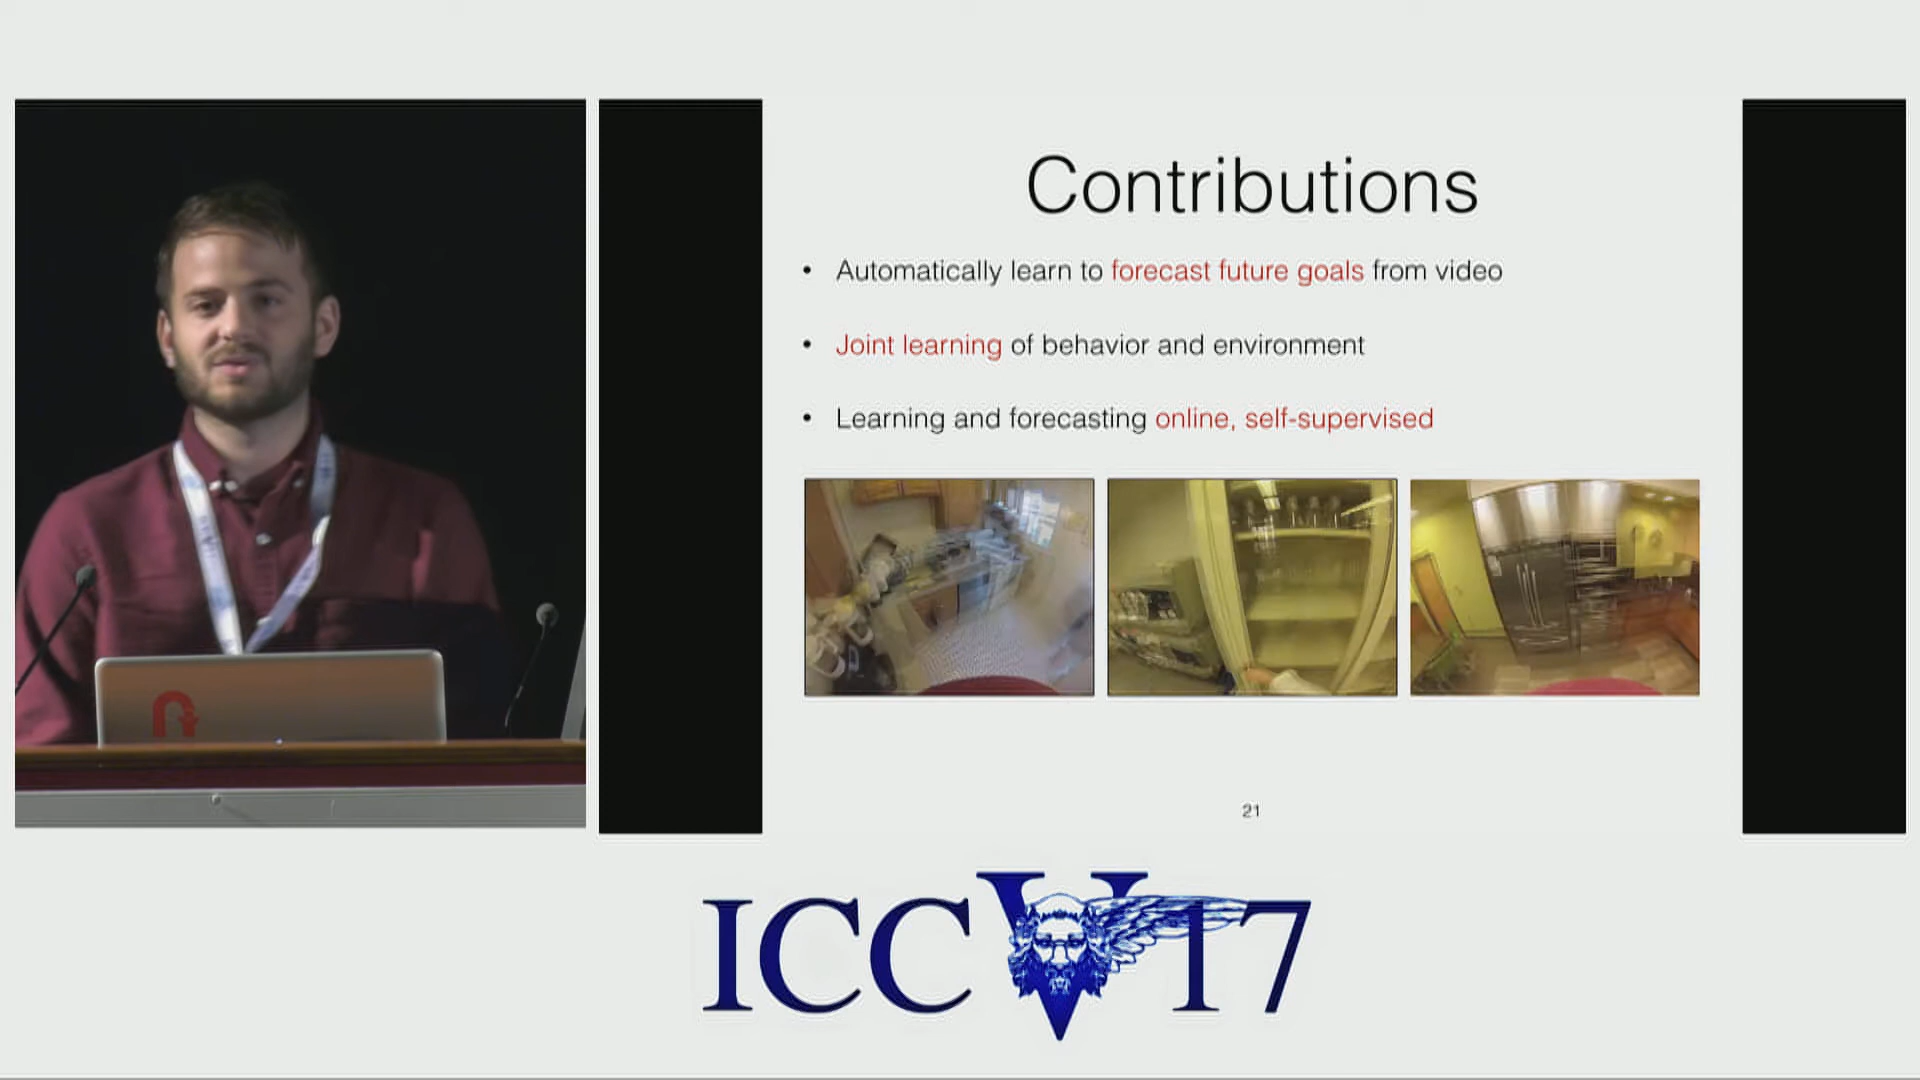 Contributions
• Automatically learn to forecast future goals from video
• Joint learning of behavior and environment
• Learning and forecasting online, self-supervised
21
ICCV17